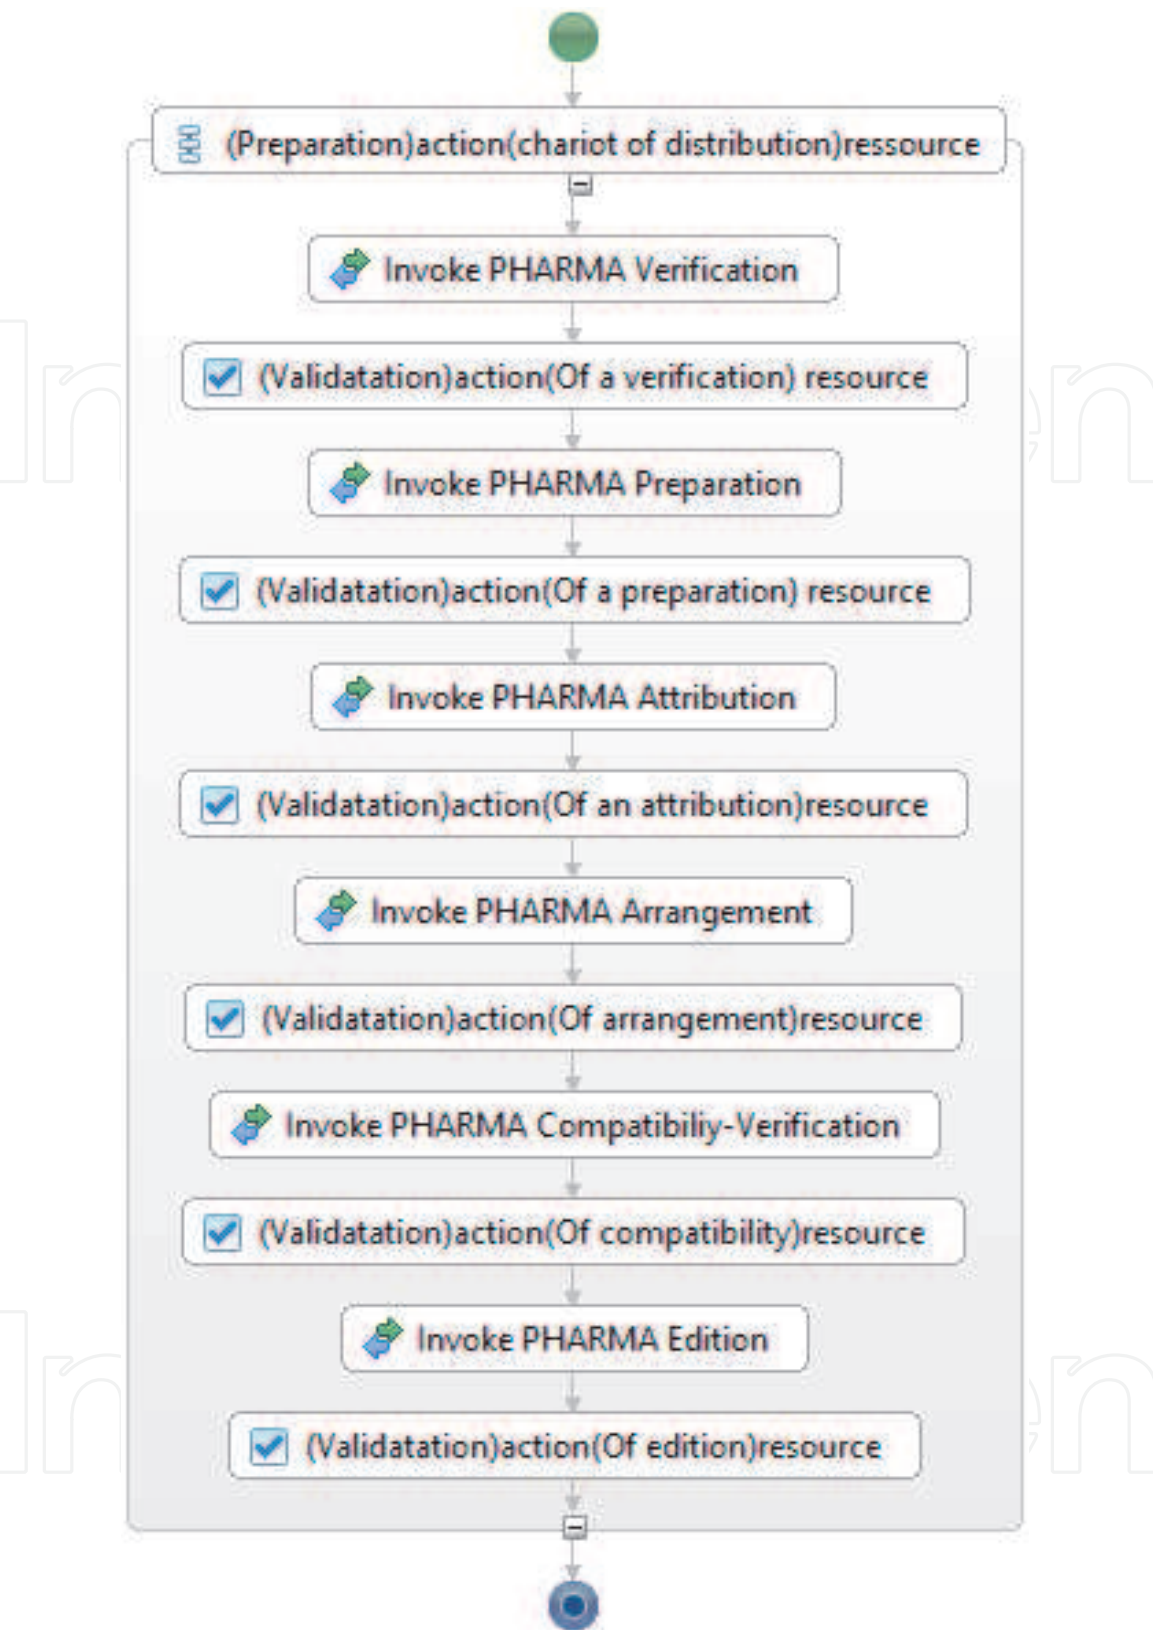 (Preparation)action(chariot of distribution)ressource
Invoke PHARMA Verification
(Validatation)action(Of a verification) resource
Invoke PHARMA Preparation
(Validatation)action(Of a preparation) resource
Invoke PHARMA Attribution
(Validatation)action(Of an attribution)resource
Invoke PHARMA Arrangement
(Validatation)action(Of arrangement)resource
Invoke PHARMA Compatibiliy-Verification
(Validatation)action(Of compatibility)resource
Invoke PHARMA Edition
(Validatation)action(Of edition)resource